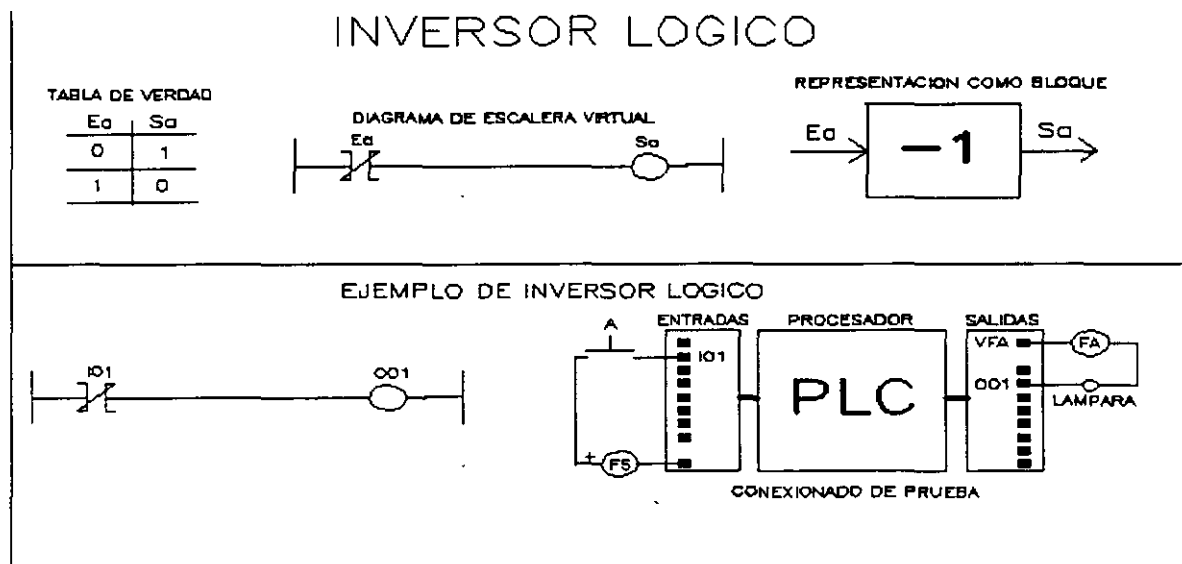 INVERSOR LOGICO
TABLA DE VERDAD
Ea Sa
0 1
1 0
DIAGRAMA DE ESCALERA VIRTUAL
Ea Sa
REPRESENTACION COMO BLOQUE
Ea -1 Sa
EJEMPLO DE INVERSOR LOGICO
I01 O01
A
ENTRADAS PROCESADOR SALIDAS
I01
+ FS
PLC
VFA FA
O01
LAMPARA
CONEXIONADO DE PRUEBA